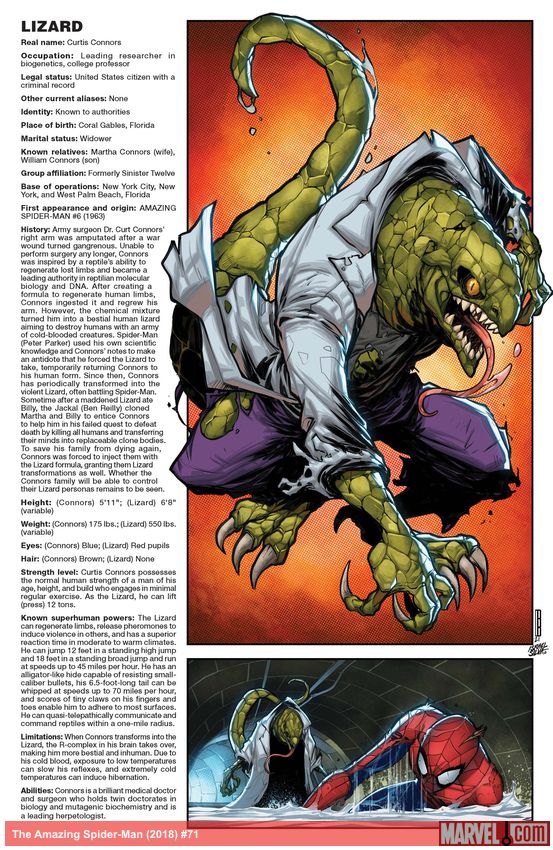 LIZARD
Real name: Curtis Connors
Occupation: Leading researcher in
biogenetics, college professor
Legal status: United States citizen with a
criminal record
Other current aliases: None
Identity: Known to authorities
Place of birth: Coral Gables, Florida
Marital status: Widower
Known relatives: Martha Connors (wife),
William Connors (son)
Group affiliation: Formerly Sinister Twelve
Base of operations: New York City, New
York, and West Palm Beach, Florida
First appearance and origin: AMAZING
SPIDER-MAN #6 (1963)
History: Army surgeon Dr. Curt Connors'
right arm was amputated after a war
wound turned gangrenous. Unable to
perform surgery any longer, Connors
was inspired by a reptile's ability to
regenerate lost limbs and became a
leading authority in reptilian molecular
biology and DNA. After creating a
formula to regenerate human limbs,
Connors ingested it and regrew his
arm. However, the chemical mixture
turned him into a bestial human lizard
aiming to destroy humans with an army
of cold-blooded creatures. Spider-Man
(Peter Parker) used his own scientific
knowledge and Connors' notes to make
an antidote that he forced the Lizard to
take, temporarily returning Connors to
his human form. Since then, Connors
has periodically transformed into the
violent Lizard, often battling Spider-Man.
Sometime after a maddened Lizard ate
Billy, the Jackal (Ben Reilly) cloned
Martha and Billy to entice Connors
to help him in his failed quest to defeat
death by killing all humans and transferring
their minds into replaceable clone bodies.
To save his family from dying again,
Connors was forced to inject them with
the Lizard formula, granting them Lizard
transformations as well. Whether the
Connors family will be able to control
their Lizard personas remains to be seen.
Height: (Connors) 5'11"; (Lizard) 6'8"
(variable)
Weight: (Connors) 175 lbs.; (Lizard) 550 lbs.
(variable)
Eyes: (Connors) Blue; (Lizard) Red pupils
Hair: (Connors) Brown; (Lizard) None
Strength level: Curtis Connors possesses
the normal human strength of a man of his
age, height, and build who engages in minimal
regular exercise. As the Lizard, he can lift
(press) 12 tons.
Known superhuman powers: The Lizard
can regenerate limbs, release pheromones to
induce violence in others, and has a superior
reaction time in moderate to warm climates.
He can jump 12 feet in a standing high jump
and 18 feet in a standing broad jump and run
at speeds up to 45 miles per hour. He has an
alligator-like hide capable of resisting small-
caliber bullets, his 6.5-foot-long tail can be
whipped at speeds up to 70 miles per hour,
and scores of tiny claws on his fingers and
toes enable him to adhere to most surfaces.
He can quasi-telepathically communicate and
command reptiles within a one-mile radius.
Limitations: When Connors transforms into the
Lizard, the R-complex in his brain takes over,
making him more bestial and inhuman. Due to
his cold blood, exposure to low temperatures
can slow his reflexes, and extremely cold
temperatures can induce hibernation.
Abilities: Connors is a brilliant medical doctor
and surgeon who holds twin doctorates in
biology and mutagenic biochemistry and is
a leading herpetologist.
The Amazing Spider-Man (2018) #71
MARVEL.com